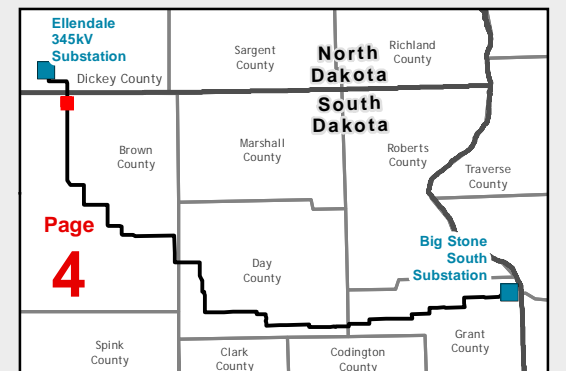 Ellendale
345kV
Substation
Dickey County
Sargent
County
North
Dakota
Richland
County
South
Dakota
Brown
County
Marshall
County
Roberts
County
Traverse
County
Page
4
Day
County
Big Stone
South
Substation
Spink
County
Clark
County
Codington
County
Grant
County